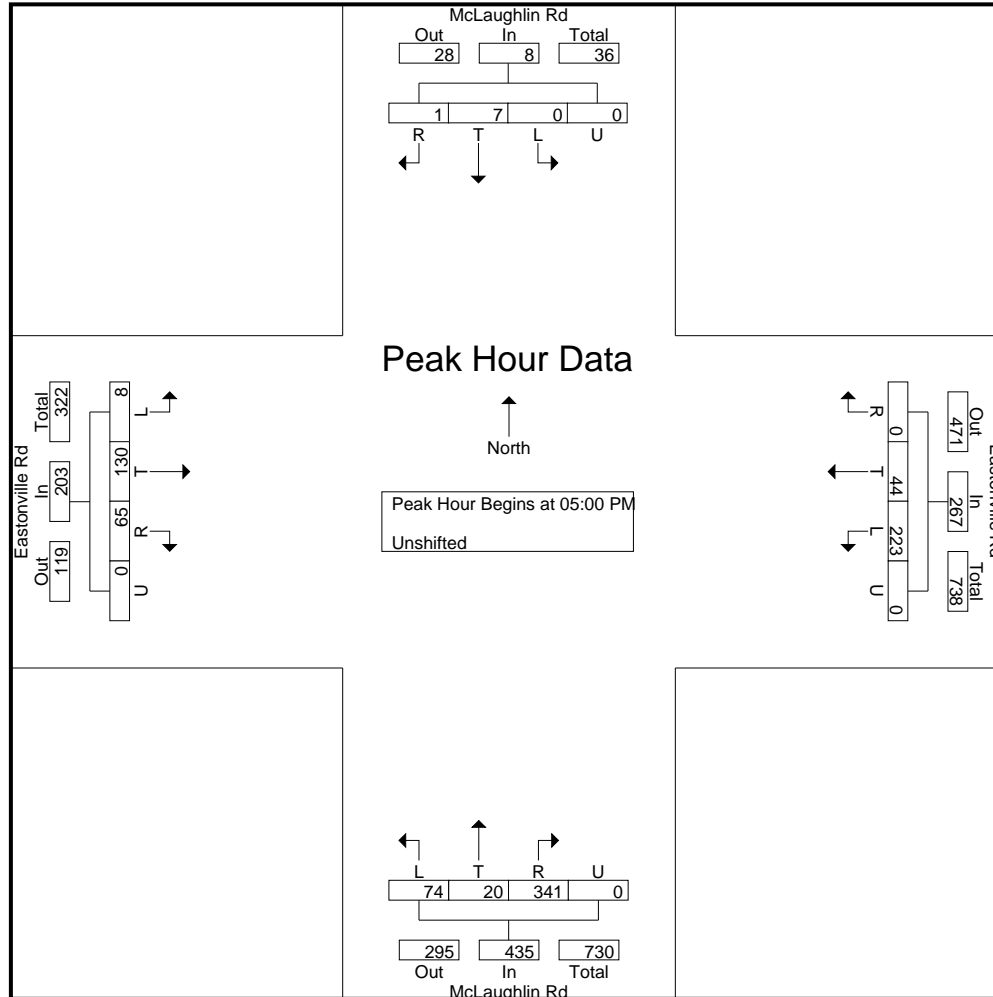 McLaughlin Rd
Out In Total
28 8 36
1 7 0 0
R T L U
Peak Hour Data
North
Peak Hour Begins at 05:00 PM
Unshifted
Eastonville Rd
Out In Total
119 203 322
8 130 65 0
L T R U
Out In Total
471 267 738
0 44 223 0
R T L U
L T R U
74 20 341 0
295 435 730
Out In Total
McLaughlin Rd